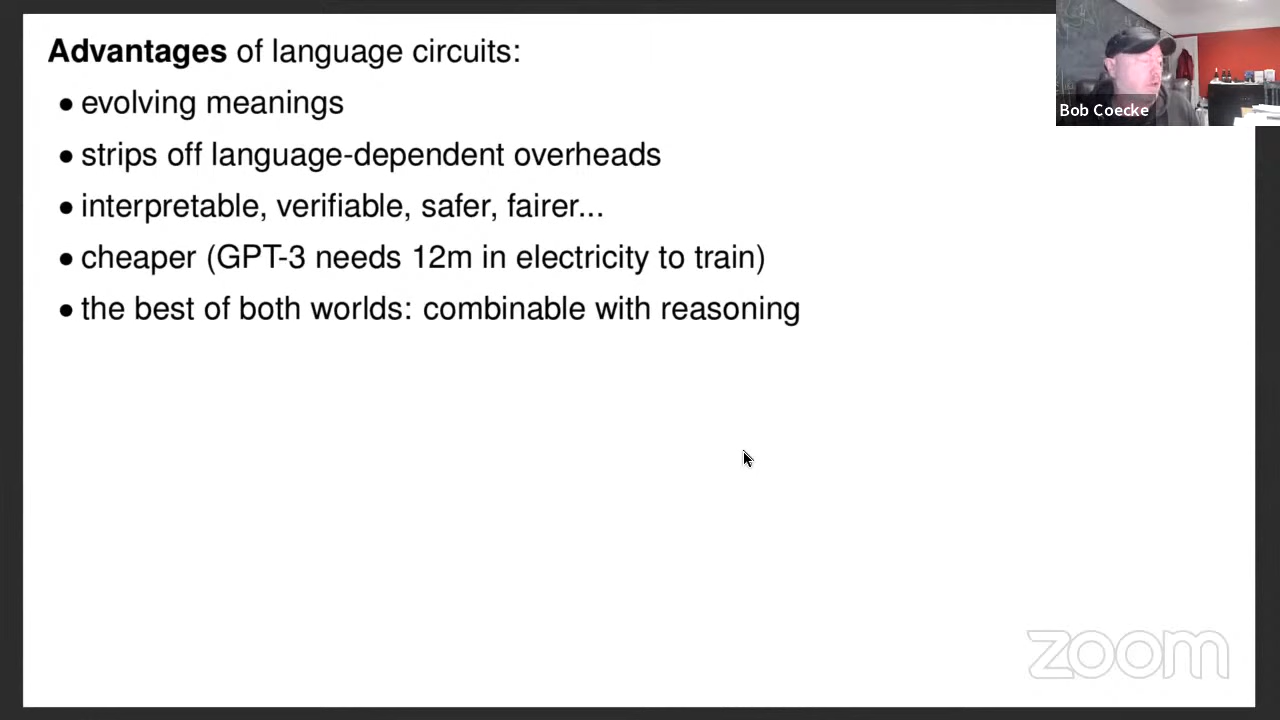 Advantages of language circuits:
• evolving meanings
• strips off language-dependent overheads
• interpretable, verifiable, safer, fairer...
• cheaper (GPT-3 needs 12m in electricity to train)
• the best of both worlds: combinable with reasoning
Bob Coecke
zoom